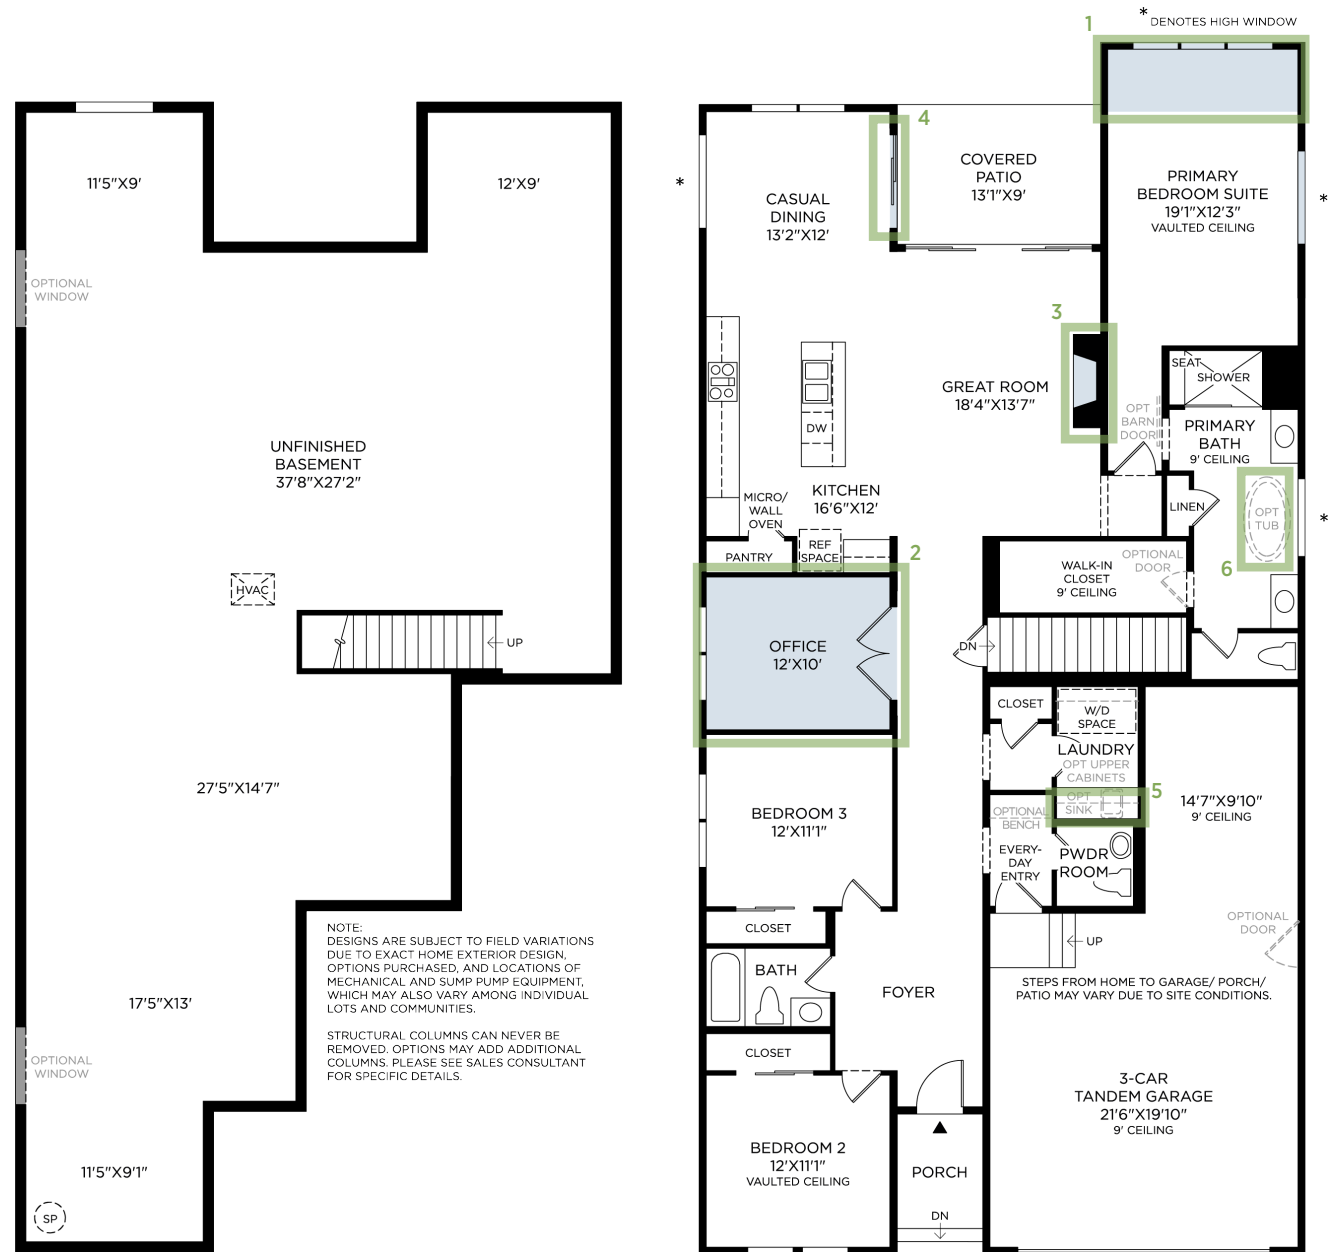 11'5"X9'
12'X9'
OPTIONAL
WINDOW
UNFINISHED
BASEMENT
37'8"X27'2"
HVAC
UP
27'5"X14'7"
17'5"X13'
OPTIONAL
WINDOW
11'5"X9'1"
SP
NOTE:
DESIGNS ARE SUBJECT TO FIELD VARIATIONS
DUE TO EXACT HOME EXTERIOR DESIGN,
OPTIONS PURCHASED, AND LOCATIONS OF
MECHANICAL AND SUMP PUMP EQUIPMENT,
WHICH MAY ALSO VARY AMONG INDIVIDUAL
LOTS AND COMMUNITIES.
STRUCTURAL COLUMNS CAN NEVER BE
REMOVED. OPTIONS MAY ADD ADDITIONAL
COLUMNS. PLEASE SEE SALES CONSULTANT
FOR SPECIFIC DETAILS.
1
* DENOTES HIGH WINDOW
4
*
CASUAL
DINING
13'2"X12'
COVERED
PATIO
13'1"X9'
PRIMARY
BEDROOM SUITE
19'1"X12'3"
VAULTED CEILING
*
3
GREAT ROOM
18'4"X13'7"
SEAT
SHOWER
OPT
BARN
DOOR
PRIMARY
BATH
9' CEILING
DW
KITCHEN
16'6"X12'
MICRO/
WALL
OVEN
LINEN
OPT
TUB
*
PANTRY
REF
SPACE
2
WALK-IN
CLOSET
9' CEILING
OPTIONAL
DOOR
6
OFFICE
12'X10'
DN
CLOSET
W/D
SPACE
LAUNDRY
OPT UPPER
CABINETS
OPT
SINK
5
14'7"X9'10"
9' CEILING
BEDROOM 3
12'X11'1"
OPTIONAL
BENCH
EVERY-
DAY
ENTRY
PWDR
ROOM
CLOSET
OPTIONAL
DOOR
UP
BATH
FOYER
STEPS FROM HOME TO GARAGE/ PORCH/
PATIO MAY VARY DUE TO SITE CONDITIONS.
CLOSET
3-CAR
TANDEM GARAGE
21'6"X19'10"
9' CEILING
BEDROOM 2
12'X11'1"
VAULTED CEILING
PORCH
DN